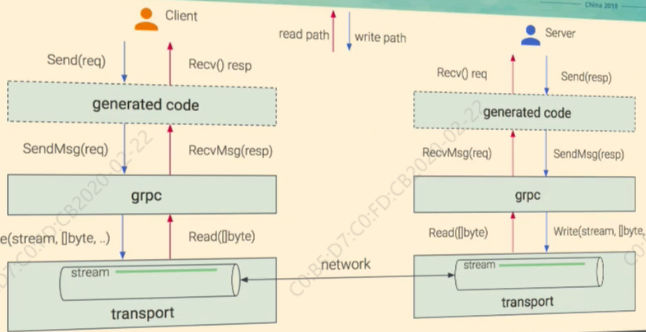 China 2018
Client
read path
write path
Server
Send(req)
Recv() resp
Recv() req
Send(resp)
generated code
generated code
SendMsg(req)
RecvMsg(resp)
RecvMsg(req)
SendMsg(resp)
grpc
grpc
e(stream, []byte, ..)
Read([]byte)
Read([]byte)
Write(stream, []byte,
stream
network
stream
transport
transport
D7:C0:FD:CB2020-02-22
C0:BE:D7:C0:FD:CB2020-02-22
C0: